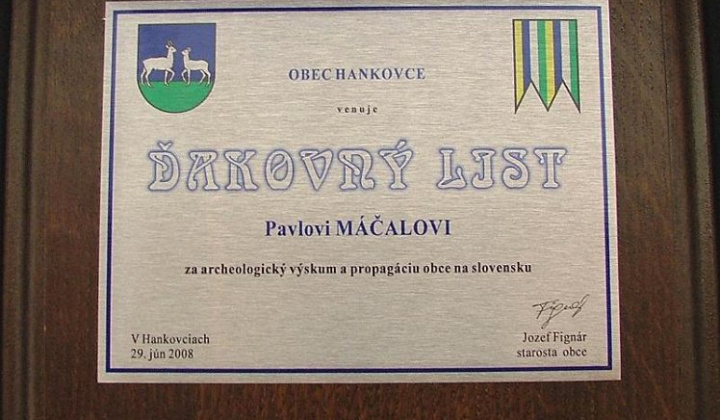 OBEC HANKOVCE
venuje
ĎAKOVNÝ LIST
Pavlovi MÁČALOVI
za archeologický výskum a propagáciu obce na slovensku
V Hankovciach
29. jún 2008
Jozef Fignár
starosta obce